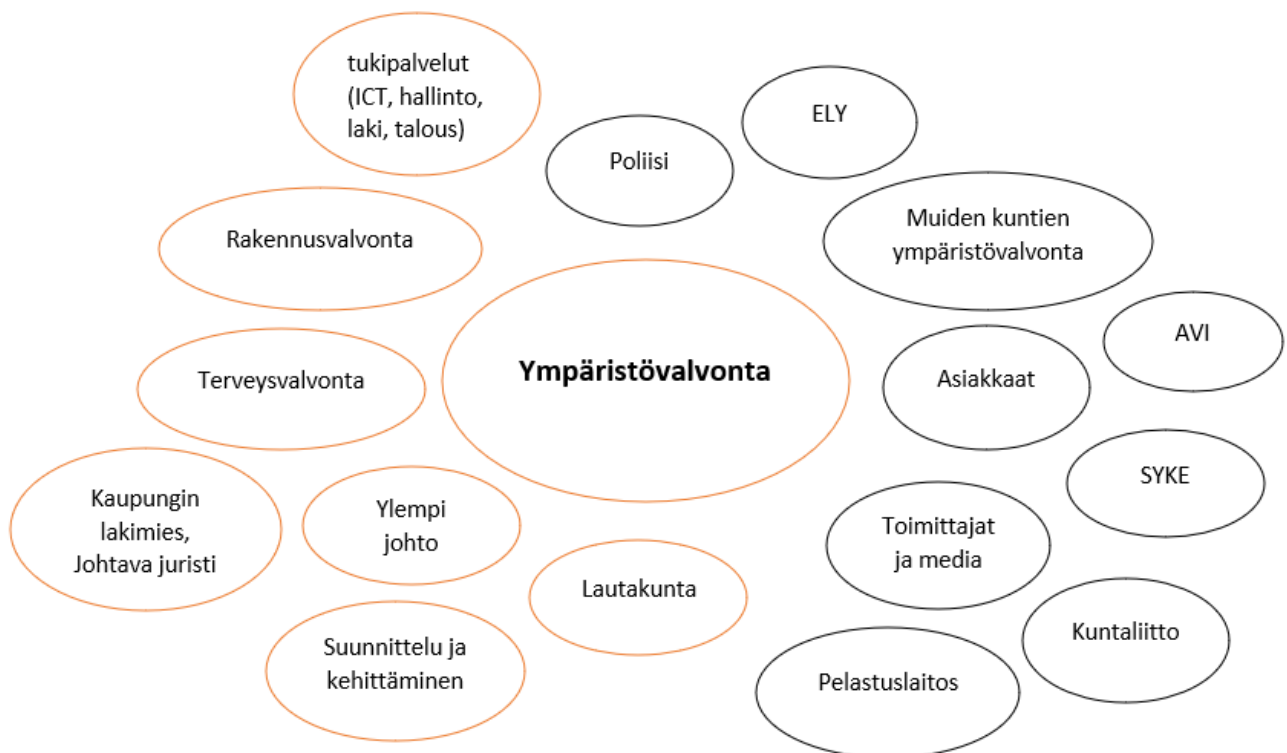 tukipalvelut
(ICT, hallinto,
laki, talous)
ELY
Poliisi
Rakennusvalvonta
Muiden kuntien
ympäristövalvonta
AVI
Ympäristövalvonta
Terveysvalvonta
Asiakkaat
SYKE
Kaupungin
lakimies,
Johtava juristi
Ylempi
johto
Toimittajat
ja media
Lautakunta
Kuntaliitto
Suunnittelu ja
kehittäminen
Pelastuslaitos